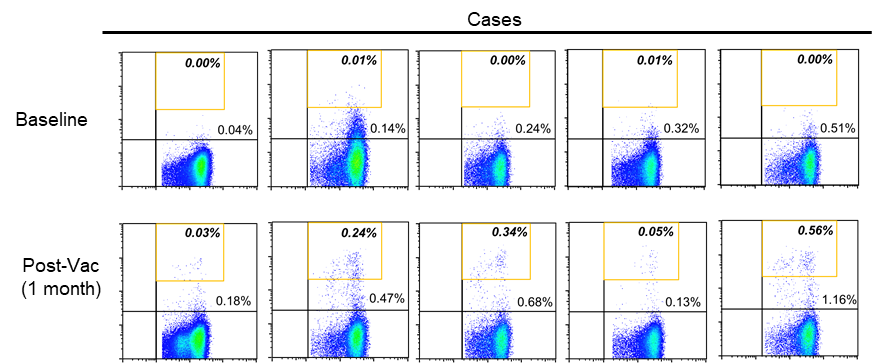 Cases
0.00% 0.01% 0.00% 0.01% 0.00%
Baseline
0.04% 0.14% 0.24% 0.32% 0.51%
0.03% 0.24% 0.34% 0.05% 0.56%
Post-Vac
(1 month)
0.18% 0.47% 0.68% 0.13% 1.16%